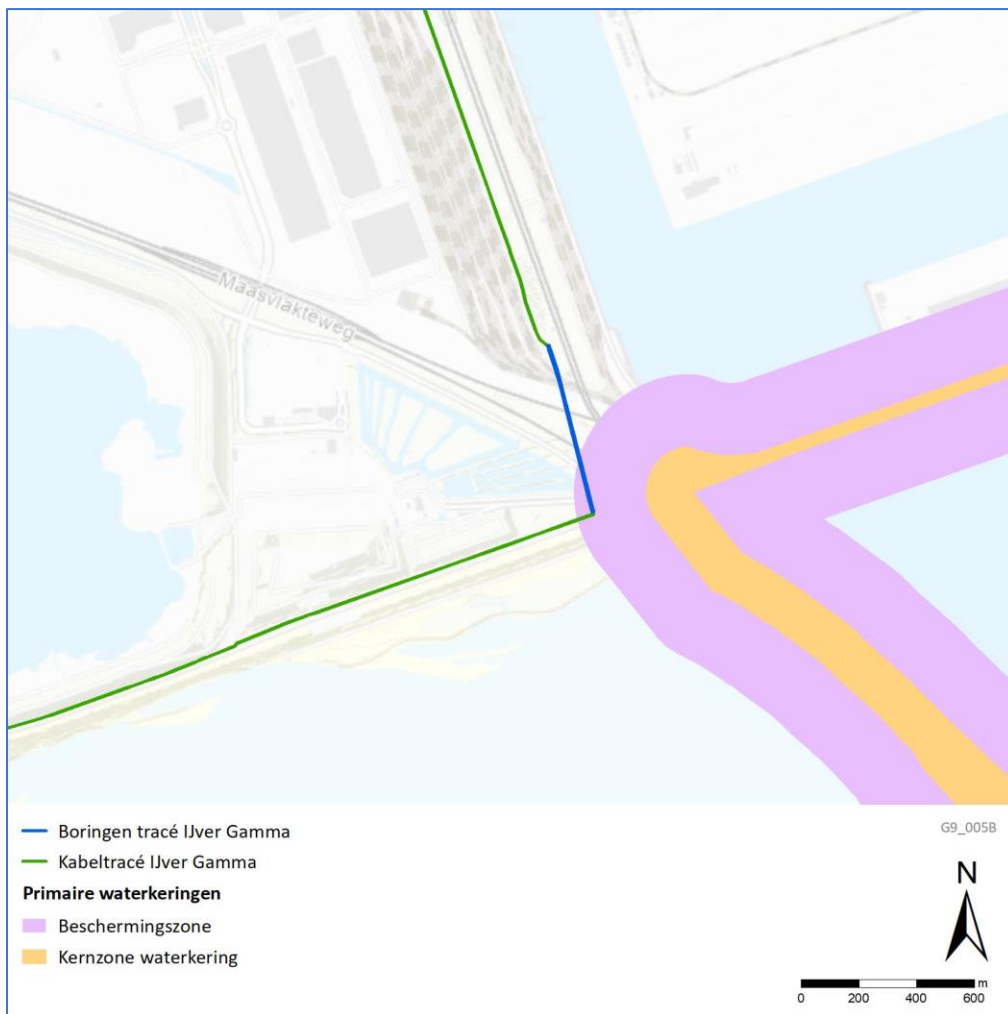 Maasvlakteweg
Boringen tracé IJver Gamma
G9_005B
Kabeltracé IJver Gamma
Primaire waterkeringen
Beschermingszone
Kernzone waterkering
N
m
0 200 400 600